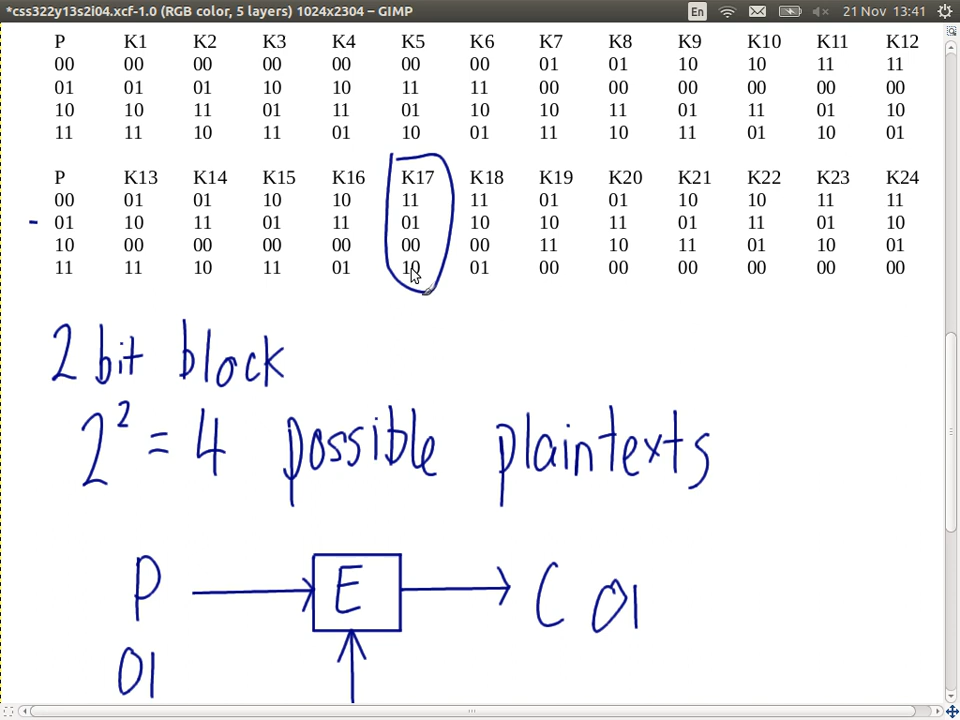 *css322y13s2i04.xcf-1.0 (RGB color, 5 layers) 1024x2304 – GIMP En 21 Nov 13:41
P K1 K2 K3 K4 K5 K6 K7 K8 K9 K10 K11 K12
00 00 00 00 00 00 00 01 01 10 10 11 11
01 01 01 10 10 11 11 00 00 00 00 00 00
10 10 11 01 11 01 10 10 11 01 11 01 10
11 11 10 11 01 10 01 11 10 11 01 10 01
P K13 K14 K15 K16 K17 K18 K19 K20 K21 K22 K23 K24
00 01 01 10 10 11 11 01 01 10 10 11 11
- 01 10 11 01 11 01 10 10 11 01 11 01 10
10 00 00 00 00 00 00 11 10 11 01 10 01
11 11 10 11 01 10 01 00 00 00 00 00 00
2 bit block
2² = 4 possible plaintexts
P E C 01
01